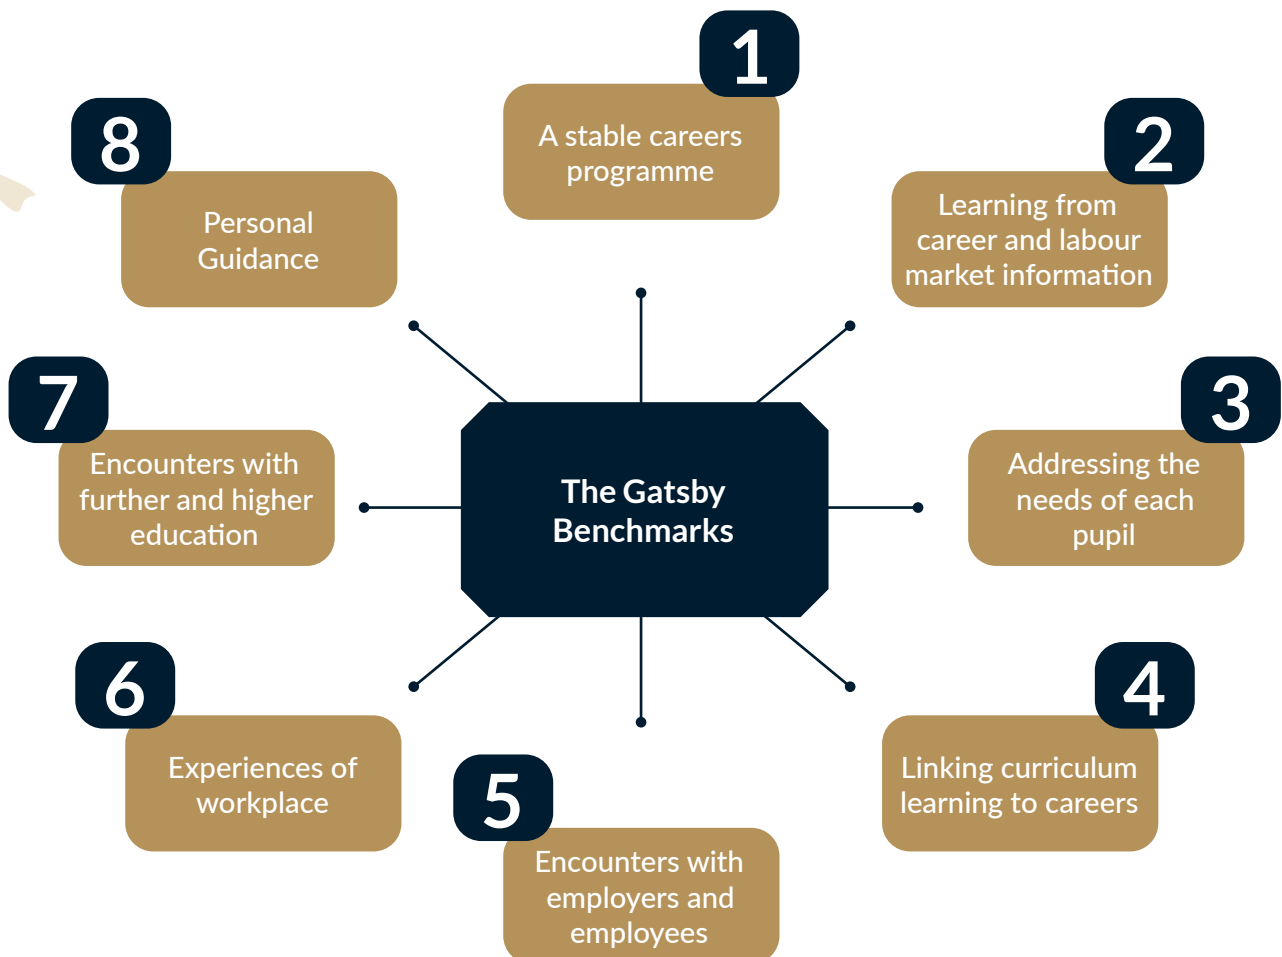 1
A stable careers
programme
2
Learning from
career and labour
market information
3
Addressing the
needs of each
pupil
4
Linking curriculum
learning to careers
5
Encounters with
employers and
employees
6
Experiences of
workplace
7
Encounters with
further and higher
education
8
Personal
Guidance
The Gatsby
Benchmarks